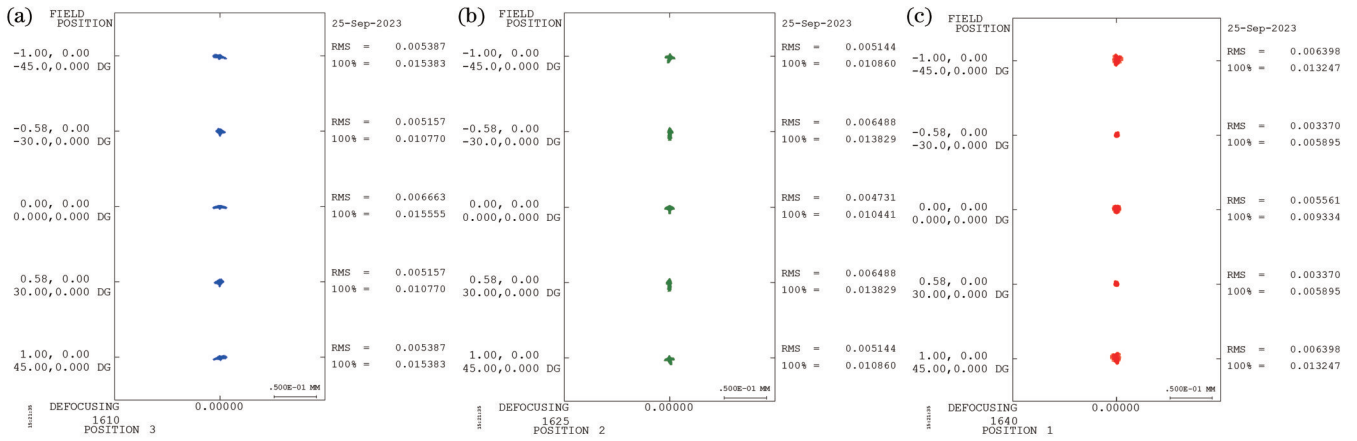 (a)
FIELD
POSITION
25-Sep-2023
-1.00, 0.00
-45.0,0.000 DG
RMS = 0.005387
100% = 0.015383
-0.58, 0.00
-30.0,0.000 DG
RMS = 0.005157
100% = 0.010770
0.00, 0.00
0.000,0.000 DG
RMS = 0.006663
100% = 0.015555
0.58, 0.00
30.00,0.000 DG
RMS = 0.005157
100% = 0.010770
1.00, 0.00
45.00,0.000 DG
RMS = 0.005387
100% = 0.015383
.500E-01 MM
DEFOCUSING 0.00000
1610
POSITION 3
(b)
FIELD
POSITION
25-Sep-2023
-1.00, 0.00
-45.0,0.000 DG
RMS = 0.005144
100% = 0.010860
-0.58, 0.00
-30.0,0.000 DG
RMS = 0.006488
100% = 0.013829
0.00, 0.00
0.000,0.000 DG
RMS = 0.004731
100% = 0.010441
0.58, 0.00
30.00,0.000 DG
RMS = 0.006488
100% = 0.013829
1.00, 0.00
45.00,0.000 DG
RMS = 0.005144
100% = 0.010860
.500E-01 MM
DEFOCUSING 0.00000
1625
POSITION 2
(c)
FIELD
POSITION
25-Sep-2023
-1.00, 0.00
-45.0,0.000 DG
RMS = 0.006398
100% = 0.013247
-0.58, 0.00
-30.0,0.000 DG
RMS = 0.003370
100% = 0.005895
0.00, 0.00
0.000,0.000 DG
RMS = 0.005561
100% = 0.009334
0.58, 0.00
30.00,0.000 DG
RMS = 0.003370
100% = 0.005895
1.00, 0.00
45.00,0.000 DG
RMS = 0.006398
100% = 0.013247
.500E-01 MM
DEFOCUSING 0.00000
1640
POSITION 1